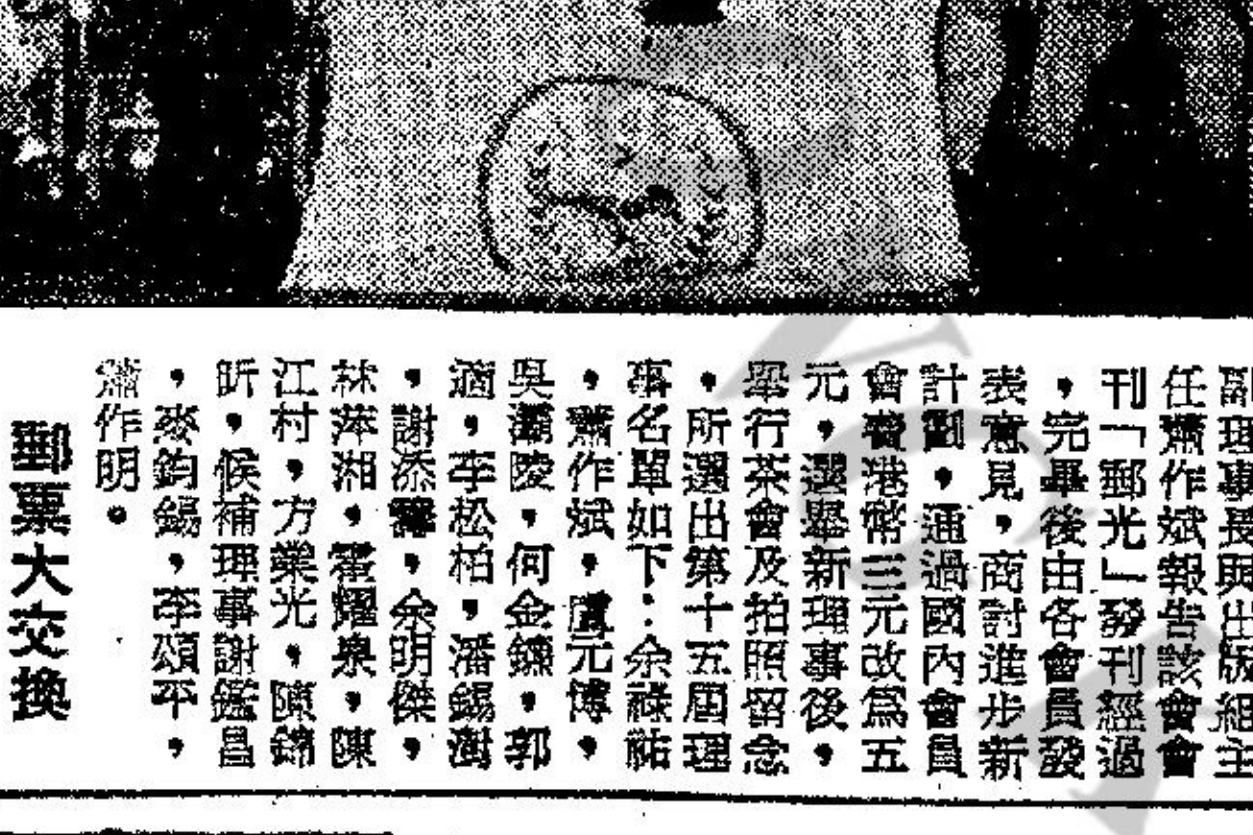 副理事長與出版組主
任蕭作斌報告該會會
刊「郵光」發刊經過
，完畢後由各會員發
表意見，商討進步新
計劃，通過國內會員
會費港幣三元改爲五
元，選舉新理事後，
舉行茶會及拍照留念
，所選出第十五屆理
事名單如下：余祿祐
，蕭作斌，盧元博，
吳灞陵，何金鑣，郭
適，李松柏，潘錫澍
，謝添霖，余明傑，
林萍湘，霍耀泉，陳
江村，方業光，陳錦
昕，候補理事謝鑑昌
，麥鈞錫，李頌平，
蕭作明。
郵票大交換